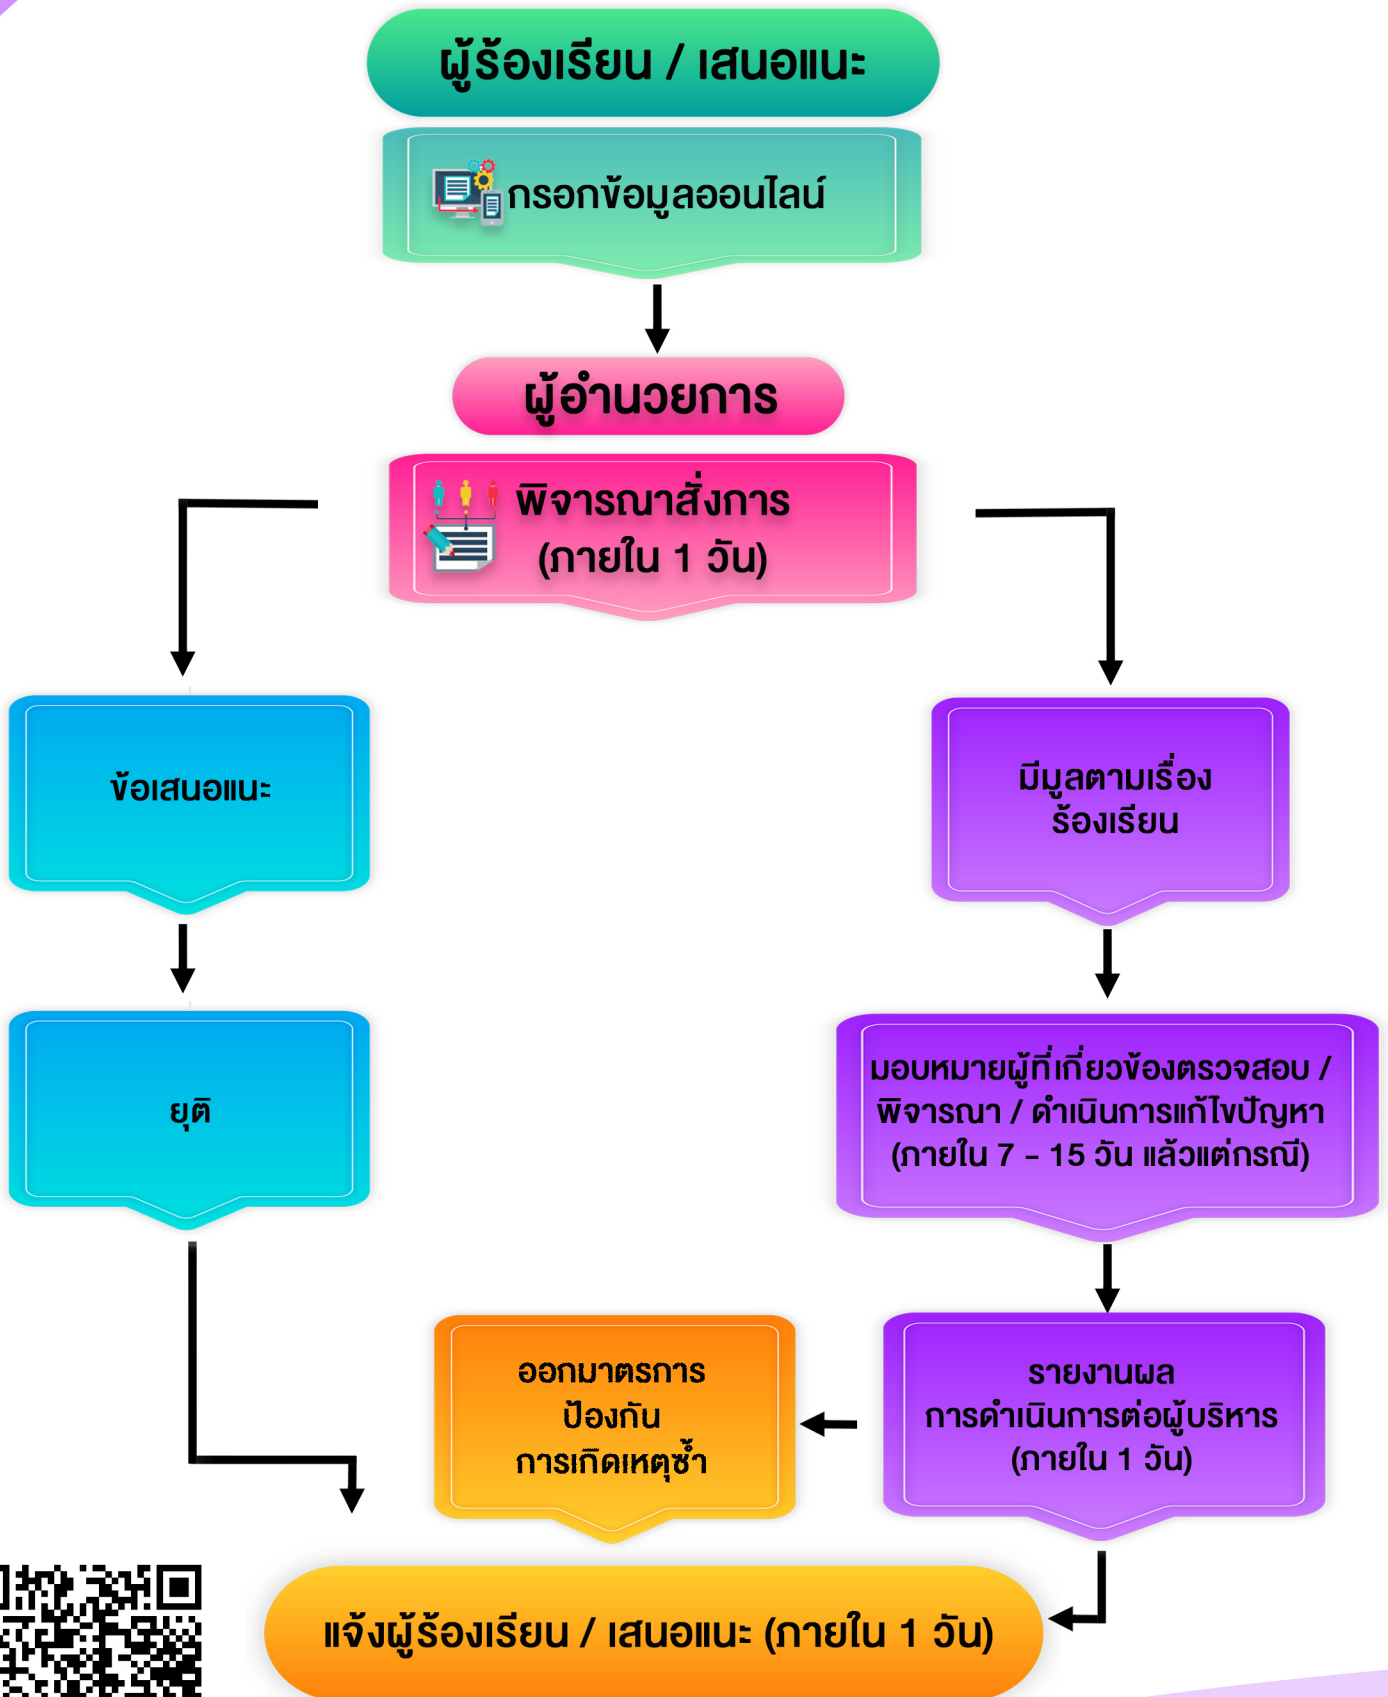 ผู้ร้องเรียน / เสนอแนะ
กรอกข้อมูลออนไลน์
ผู้อำนวยการ
พิจารณาสั่งการ
(ภายใน 1 วัน)
ข้อเสนอแนะ
มีมูลตามเรื่อง
ร้องเรียน
ยุติ
มอบหมายผู้ที่เกี่ยวข้องตรวจสอบ /
พิจารณา / ดำเนินการแก้ไขปัญหา
(ภายใน 7 - 15 วัน แล้วแต่กรณี)
ออกมาตรการ
ป้องกัน
การเกิดเหตุซ้ำ
รายงานผล
การดำเนินการต่อผู้บริหาร
(ภายใน 1 วัน)
แจ้งผู้ร้องเรียน / เสนอแนะ (ภายใน 1 วัน)